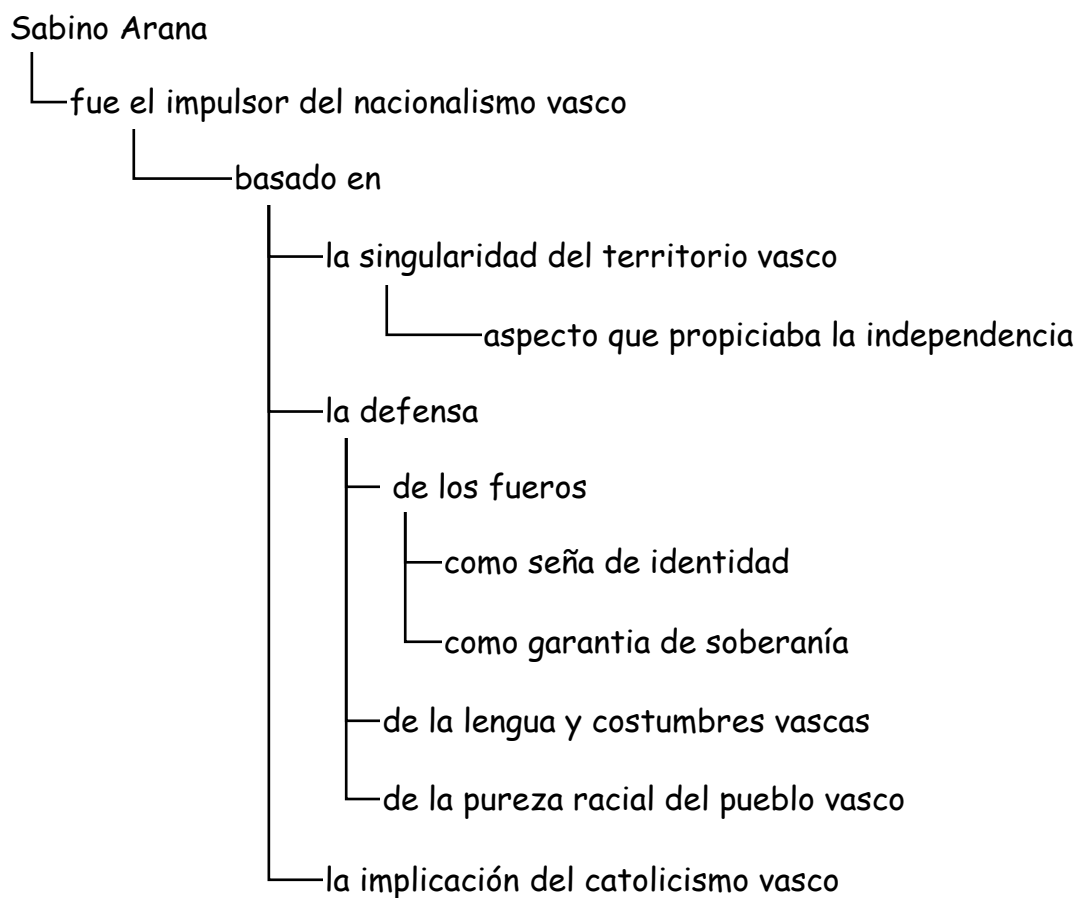 Sabino Arana
fue el impulsor del nacionalismo vasco
basado en
la singularidad del territorio vasco
aspecto que propiciaba la independencia
la defensa
de los fueros
como seña de identidad
como garantia de soberanía
de la lengua y costumbres vascas
de la pureza racial del pueblo vasco
la implicación del catolicismo vasco